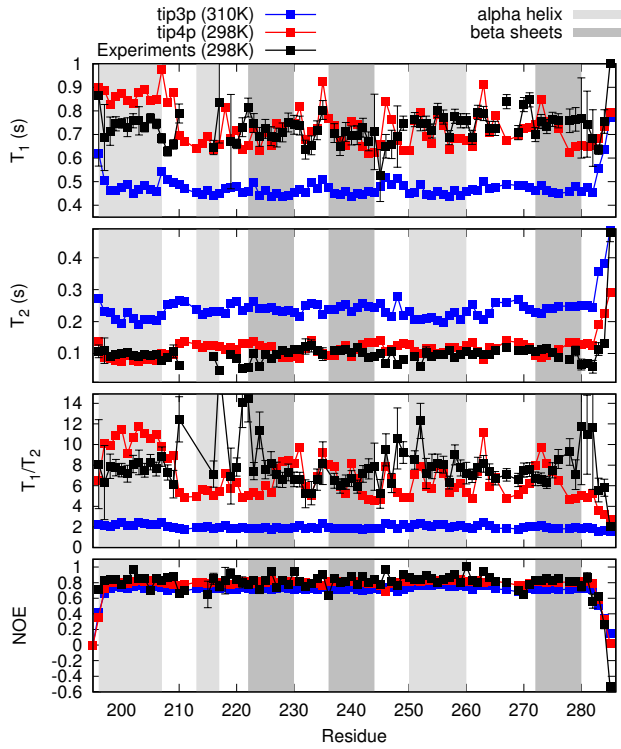 tip3p (310K)
tip4p (298K)
Experiments (298K)
alpha helix
beta sheets
T1 (s)
1
0.9
0.8
0.7
0.6
0.5
0.4
T2 (s)
0.4
0.3
0.2
0.1
T1/T2
14
12
10
8
6
4
2
0
NOE
0.8
0.6
0.4
0.2
0
-0.2
-0.4
-0.6
200 210 220 230 240 250 260 270 280
Residue